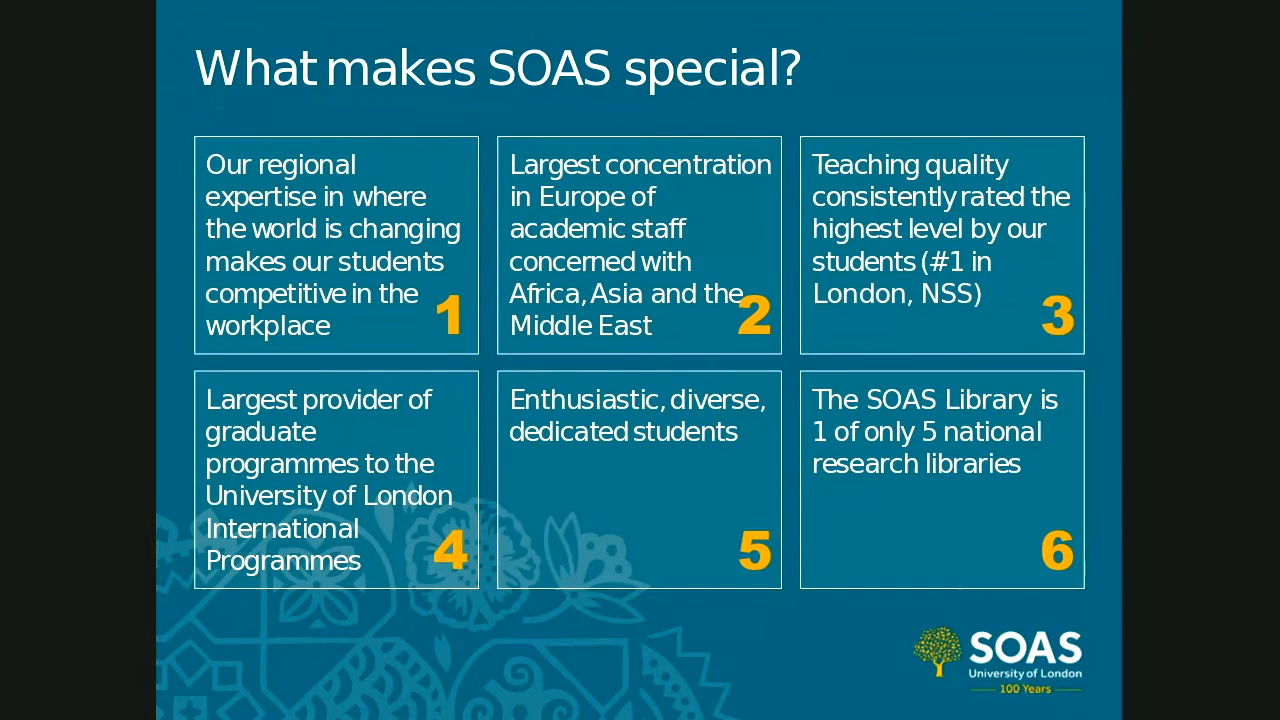 What makes SOAS special?
Our regional
expertise in where
the world is changing
makes our students
competitive in the
workplace
1
Largest concentration
in Europe of
academic staff
concerned with
Africa, Asia and the
Middle East
2
Teaching quality
consistently rated the
highest level by our
students (#1 in
London, NSS)
3
Largest provider of
graduate
programmes to the
University of London
International
Programmes
4
Enthusiastic, diverse,
dedicated students
5
The SOAS Library is
1 of only 5 national
research libraries
6
SOAS
University of London
100 Years